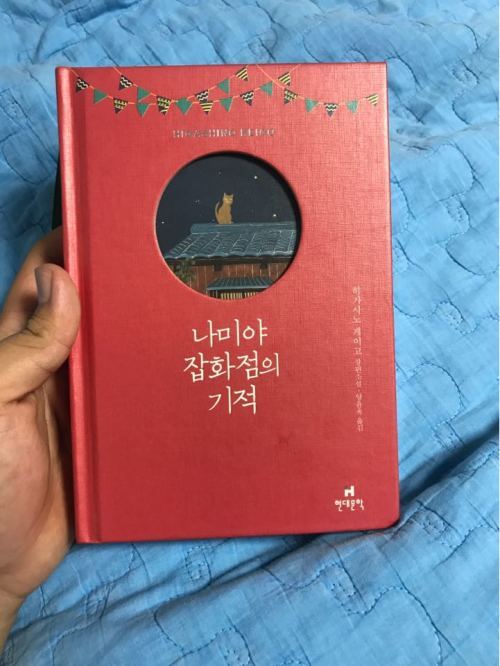 HIGASHINO KEIGO
나미야
잡화점의
기적
히가시노 게이고 장편소설 · 양윤옥 옮김
현대문학